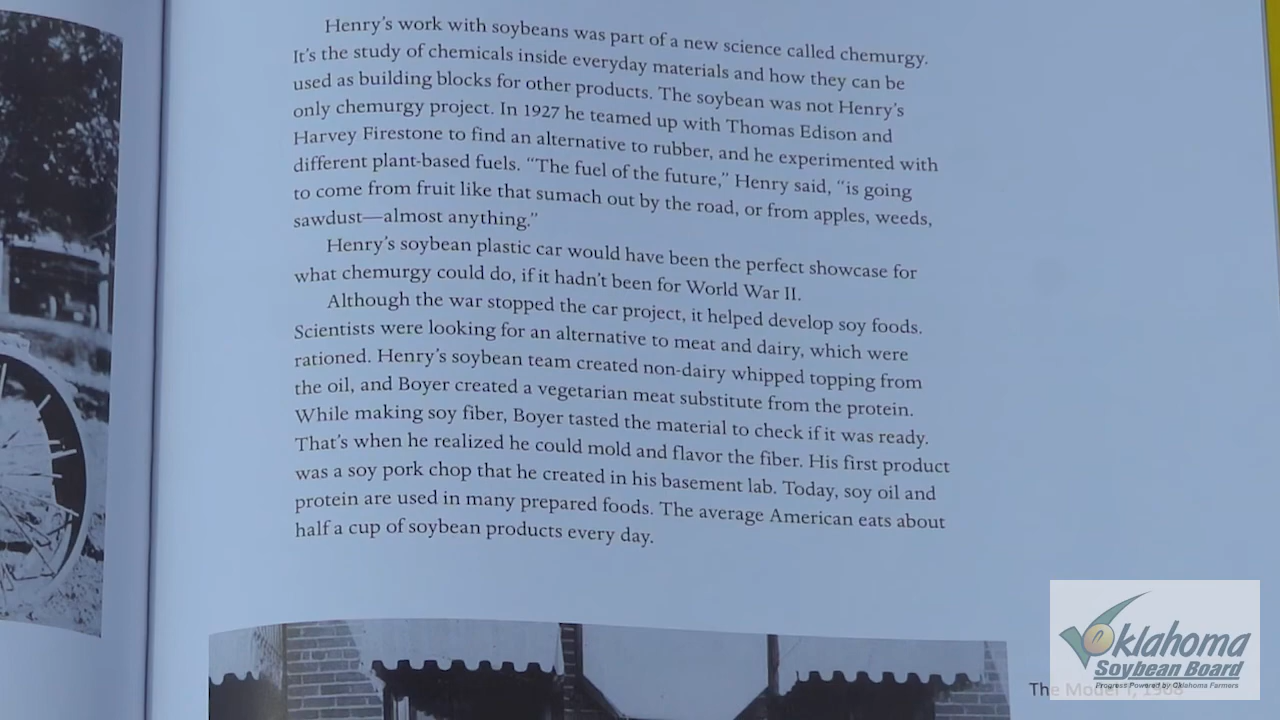 Henry's work with soybeans was part of a new science called chemurgy.
It's the study of chemicals inside everyday materials and how they can be
used as building blocks for other products. The soybean was not Henry's
only chemurgy project. In 1927 he teamed up with Thomas Edison and
Harvey Firestone to find an alternative to rubber, and he experimented with
different plant-based fuels. “The fuel of the future,” Henry said, “is going
to come from fruit like that sumach out by the road, or from apples, weeds,
sawdust—almost anything.”
Henry's soybean plastic car would have been the perfect showcase for
what chemurgy could do, if it hadn't been for World War II.
Although the war stopped the car project, it helped develop soy foods.
Scientists were looking for an alternative to meat and dairy, which were
rationed. Henry's soybean team created non-dairy whipped topping from
the oil, and Boyer created a vegetarian meat substitute from the protein.
While making soy fiber, Boyer tasted the material to check if it was ready.
That's when he realized he could mold and flavor the fiber. His first product
was a soy pork chop that he created in his basement lab. Today, soy oil and
protein are used in many prepared foods. The average American eats about
half a cup of soybean products every day.
Oklahoma
Soybean Board
Progress Powered by Oklahoma Farmers
The Model T,